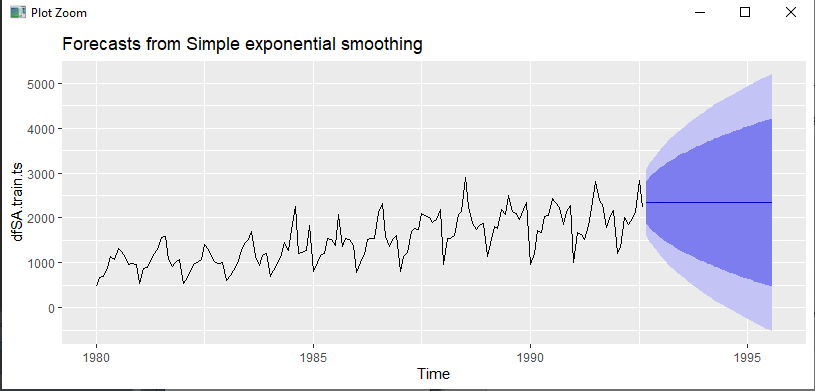 Plot Zoom
Forecasts from Simple exponential smoothing
5000
4000
3000
2000
1000
0
dfSA.train.ts
1980 1985 1990 1995
Time